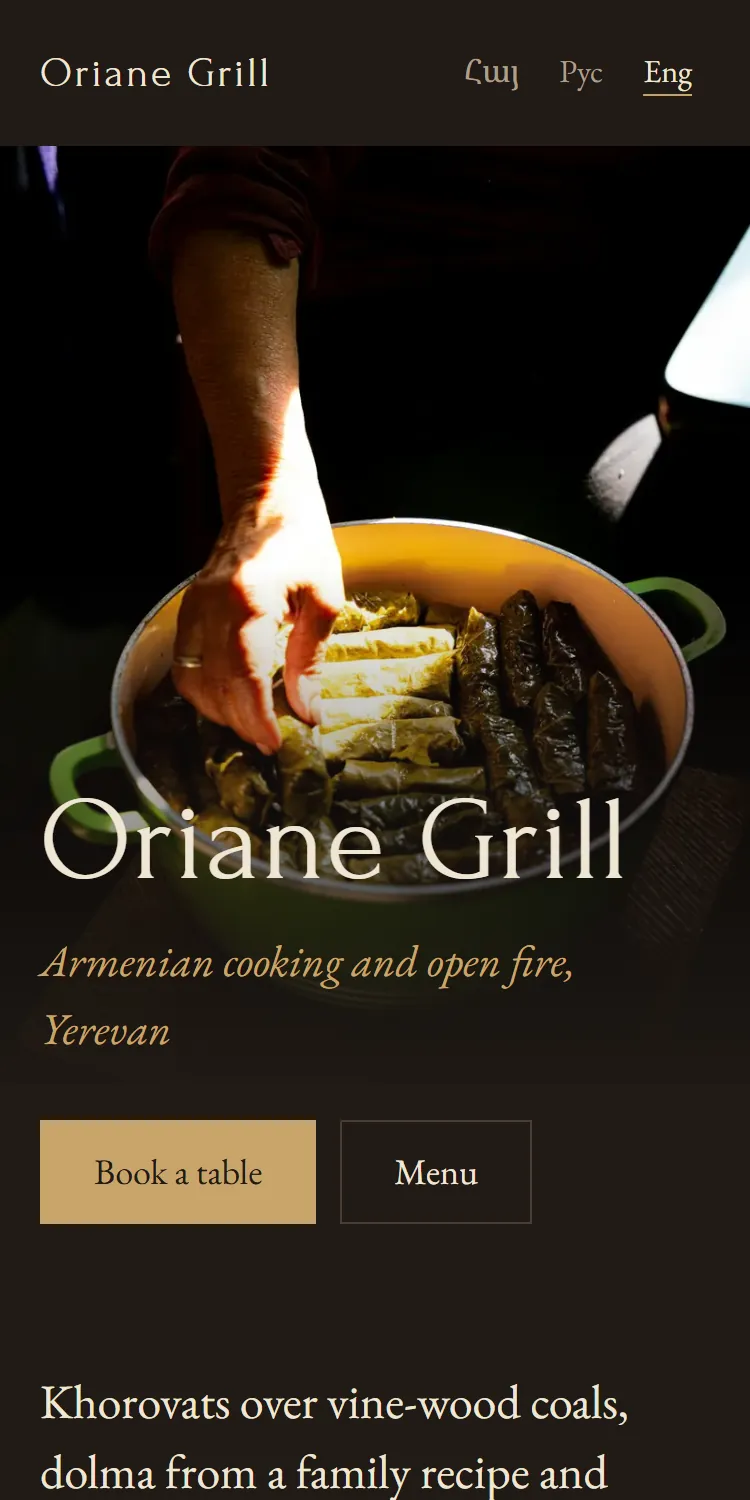 Oriane Grill
Հայ Рус Eng
Oriane Grill
Armenian cooking and open fire,
Yerevan
Book a table
Menu
Khorovats over vine-wood coals,
dolma from a family recipe and